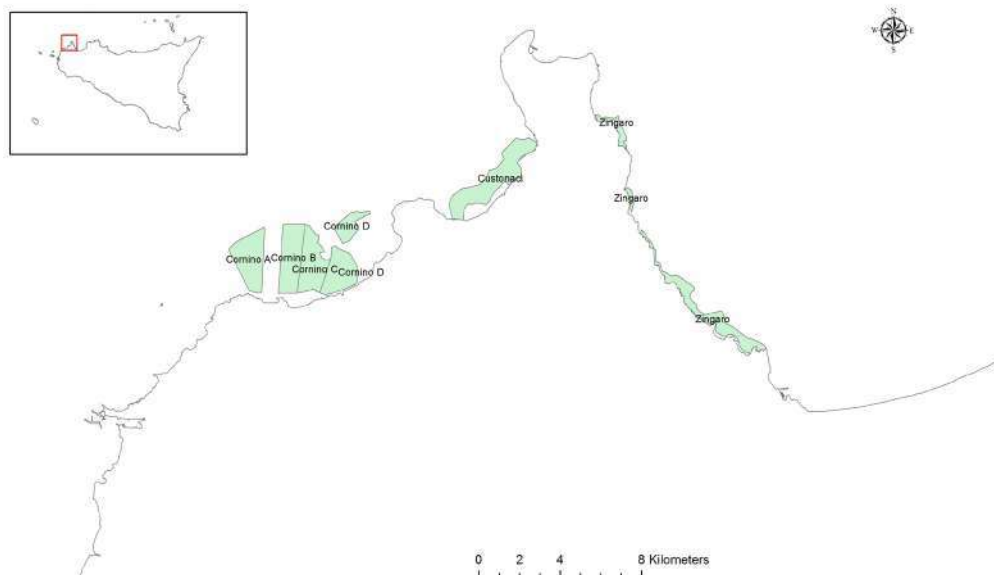 N
W E
S
Zingaro
Custonaci
Zingaro
Cornino D
Cornino A
Cornino B
Cornino C
Cornino D
Zingaro
0 2 4 8 Kilometers